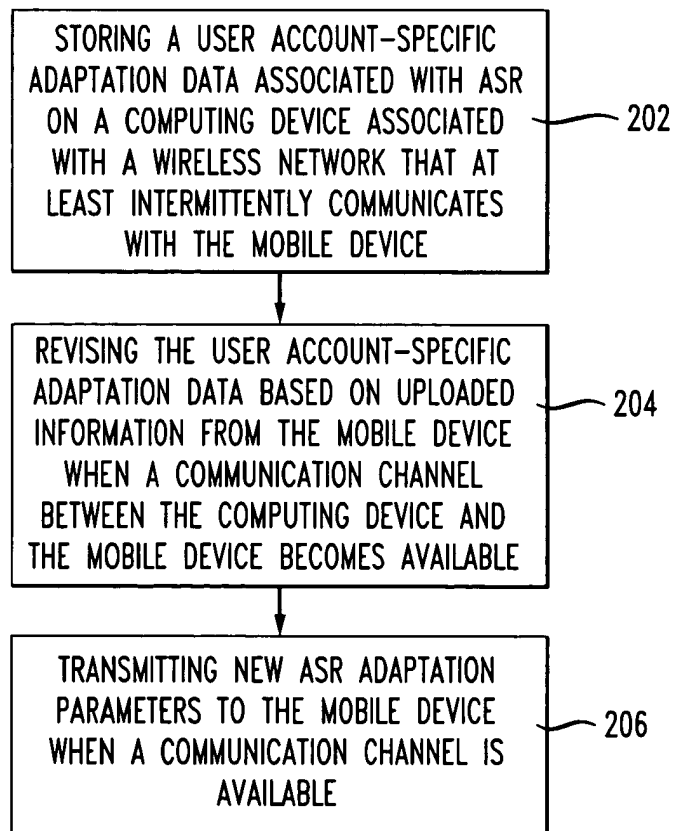 STORING A USER ACCOUNT-SPECIFIC
ADAPTATION DATA ASSOCIATED WITH ASR
ON A COMPUTING DEVICE ASSOCIATED
WITH A WIRELESS NETWORK THAT AT
LEAST INTERMITTENTLY COMMUNICATES
WITH THE MOBILE DEVICE
202
REVISING THE USER ACCOUNT-SPECIFIC
ADAPTATION DATA BASED ON UPLOADED
INFORMATION FROM THE MOBILE DEVICE
WHEN A COMMUNICATION CHANNEL
BETWEEN THE COMPUTING DEVICE AND
THE MOBILE DEVICE BECOMES AVAILABLE
204
TRANSMITTING NEW ASR ADAPTATION
PARAMETERS TO THE MOBILE DEVICE
WHEN A COMMUNICATION CHANNEL IS
AVAILABLE
206